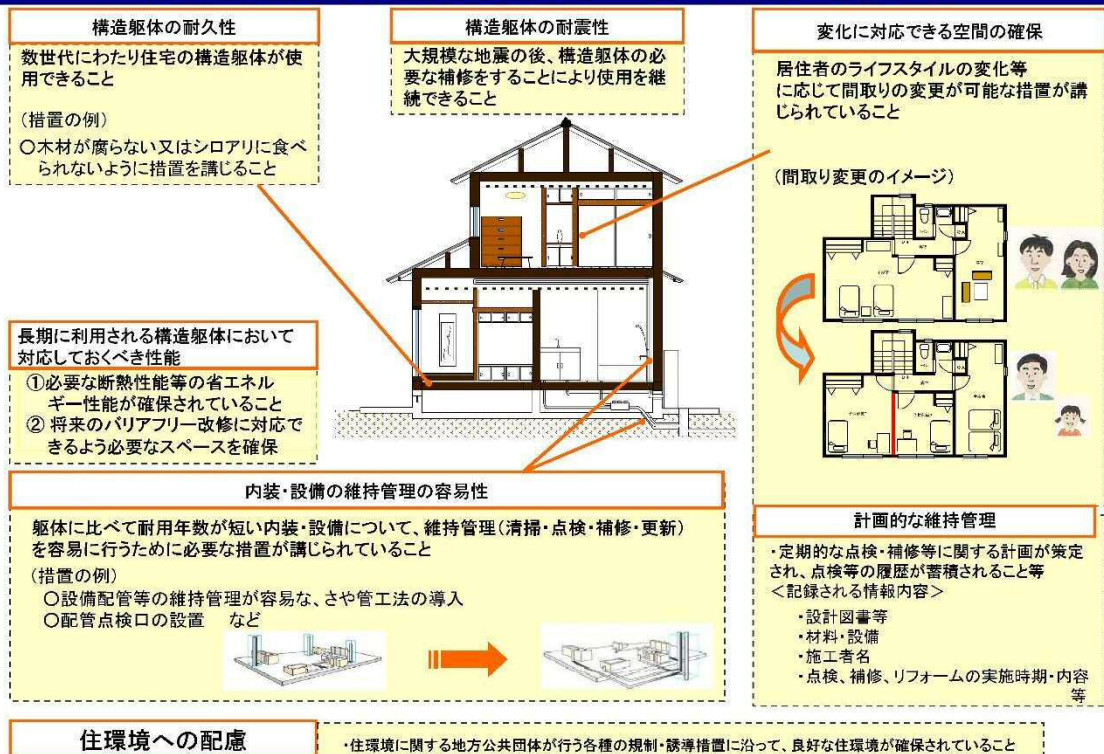 構造躯体の耐久性
数世代にわたり住宅の構造躯体が使
用できること
(措置の例)
○木材が腐らない又はシロアリに食べ
られないように措置を講じること
構造躯体の耐震性
大規模な地震の後、構造躯体の必
要な補修をすることにより使用を継
続できること
変化に対応できる空間の確保
居住者のライフスタイルの変化等
に応じて間取りの変更が可能な措置が講
じられていること
(間取り変更のイメージ)
長期に利用される構造躯体において
対応しておくべき性能
①必要な断熱性能等の省エネル
ギー性能が確保されていること
② 将来のバリアフリー改修に対応で
きるよう必要なスペースを確保
内装・設備の維持管理の容易性
躯体に比べて耐用年数が短い内装・設備について、維持管理(清掃・点検・補修・更新)
を容易に行うために必要な措置が講じられていること
(措置の例)
○設備配管等の維持管理が容易な、さや管工法の導入
○配管点検口の設置 など
計画的な維持管理
・定期的な点検・補修等に関する計画が策定
され、点検等の履歴が蓄積されること等
<記録される情報内容>
・設計図書等
・材料・設備
・施工者名
・点検、補修、リフォームの実施時期・内容
等
住環境への配慮
・住環境に関する地方公共団体が行う各種の規制・誘導措置に沿って、良好な住環境が確保されていること